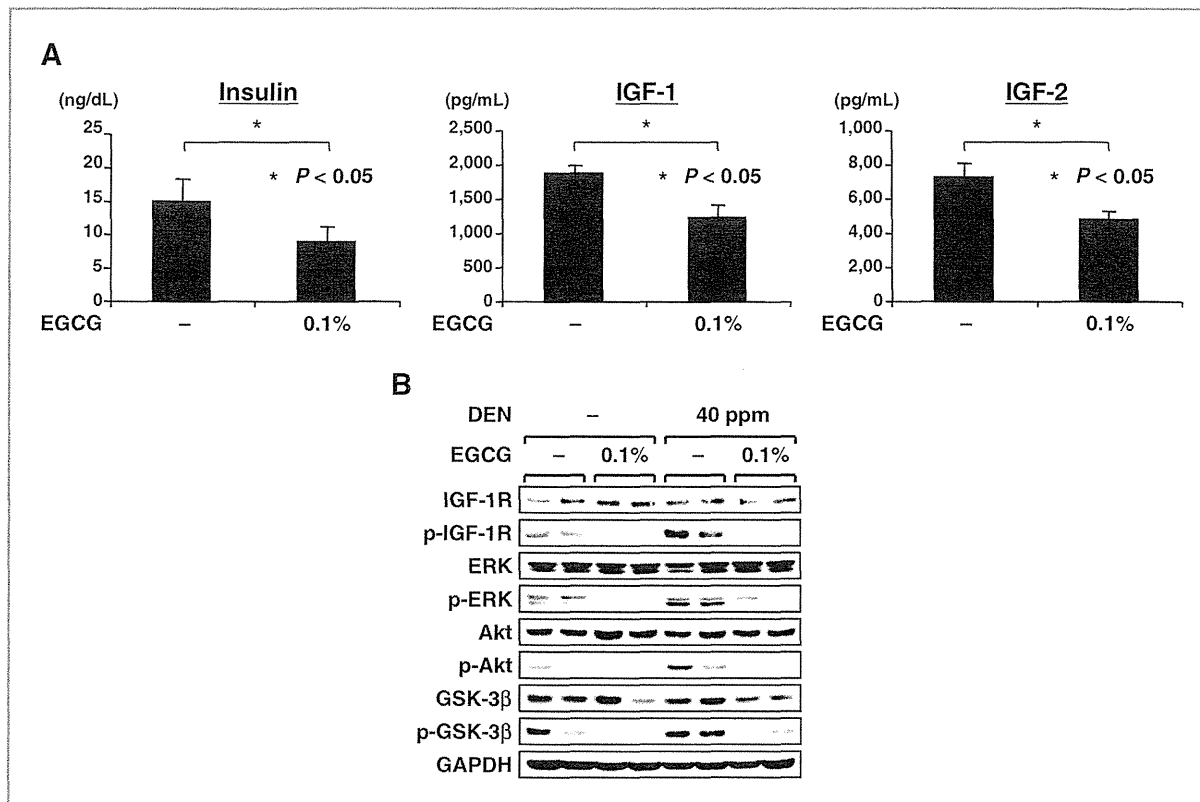 A
(ng/dL) Insulin
25
20
15
10
5
0
*
* P < 0.05
EGCG – 0.1%
(pg/mL) IGF-1
2,500
2,000
1,500
1,000
500
0
*
* P < 0.05
EGCG – 0.1%
(pg/mL) IGF-2
1,000
8,00
6,00
4,00
2,00
0
*
* P < 0.05
EGCG – 0.1%
B
DEN – 40 ppm
EGCG – 0.1% – 0.1%
IGF-1R
p-IGF-1R
ERK
p-ERK
Akt
p-Akt
GSK-3β
p-GSK-3β
GAPDH